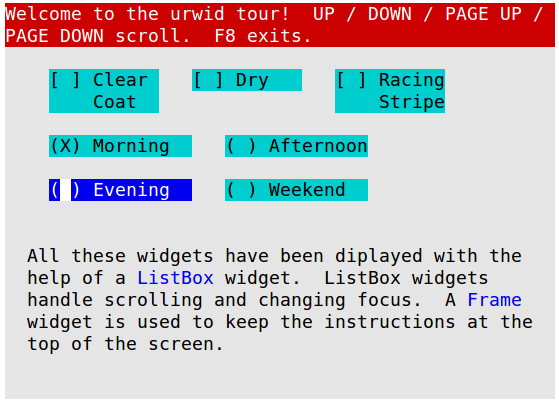 Welcome to the urwid tour!  UP / DOWN / PAGE UP /
PAGE DOWN scroll.  F8 exits.
[ ] Clear Coat
[ ] Dry
[ ] Racing Stripe
(X) Morning   ( ) Afternoon
( ) Evening   ( ) Weekend
All these widgets have been diplayed with the
help of a ListBox widget.  ListBox widgets
handle scrolling and changing focus.  A Frame
widget is used to keep the instructions at the
top of the screen.